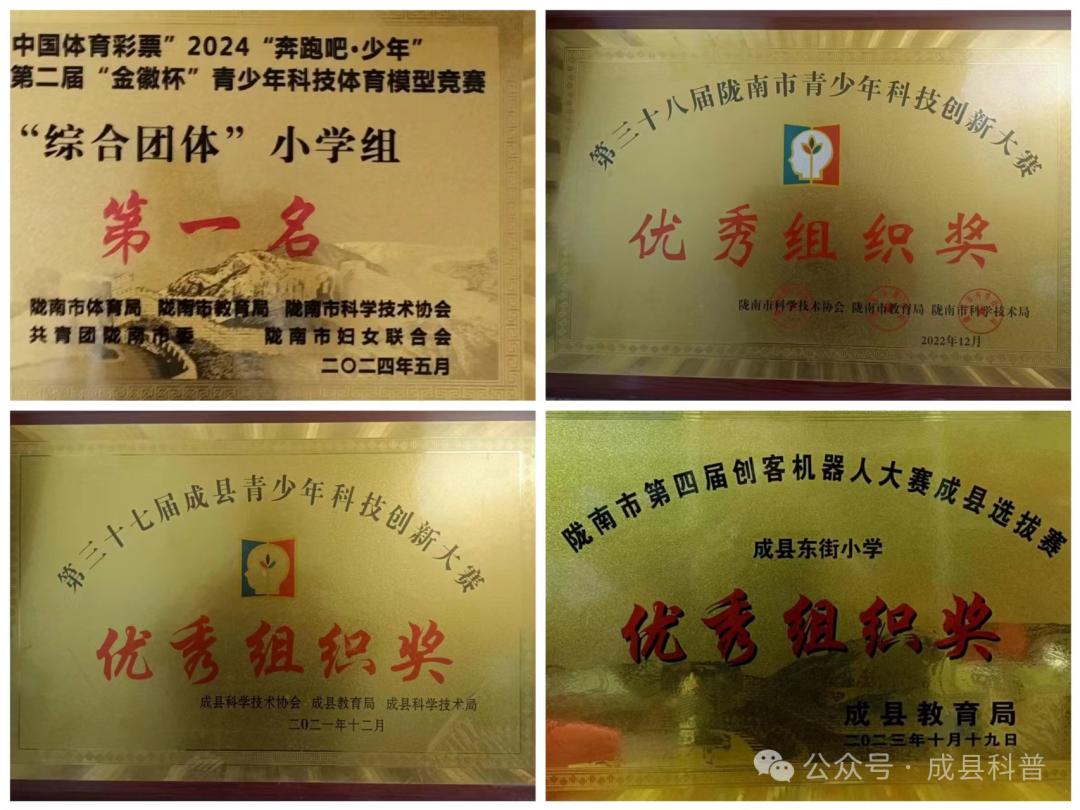 中国体育彩票”2024“奔跑吧·少年”
第二届“金徽杯”青少年科技体育模型竞赛
“综合团体”小学组
第一名
陇南市体育局 陇南市教育局 陇南市科学技术协会
共青团陇南市委 陇南市妇女联合会
二〇二四年五月
第三十八届陇南市青少年科技创新大赛
优秀组织奖
陇南市科学技术协会 陇南市教育局 陇南市科学技术局
2022年12月
第三十七届成县青少年科技创新大赛
优秀组织奖
成县科学技术协会 成县教育局 成县科学技术局
二〇二一年十二月
陇南市第四届创客机器人大赛成县选拔赛
成县东街小学
优秀组织奖
成县教育局
二〇二三年十月十九日
公众号·成县科普